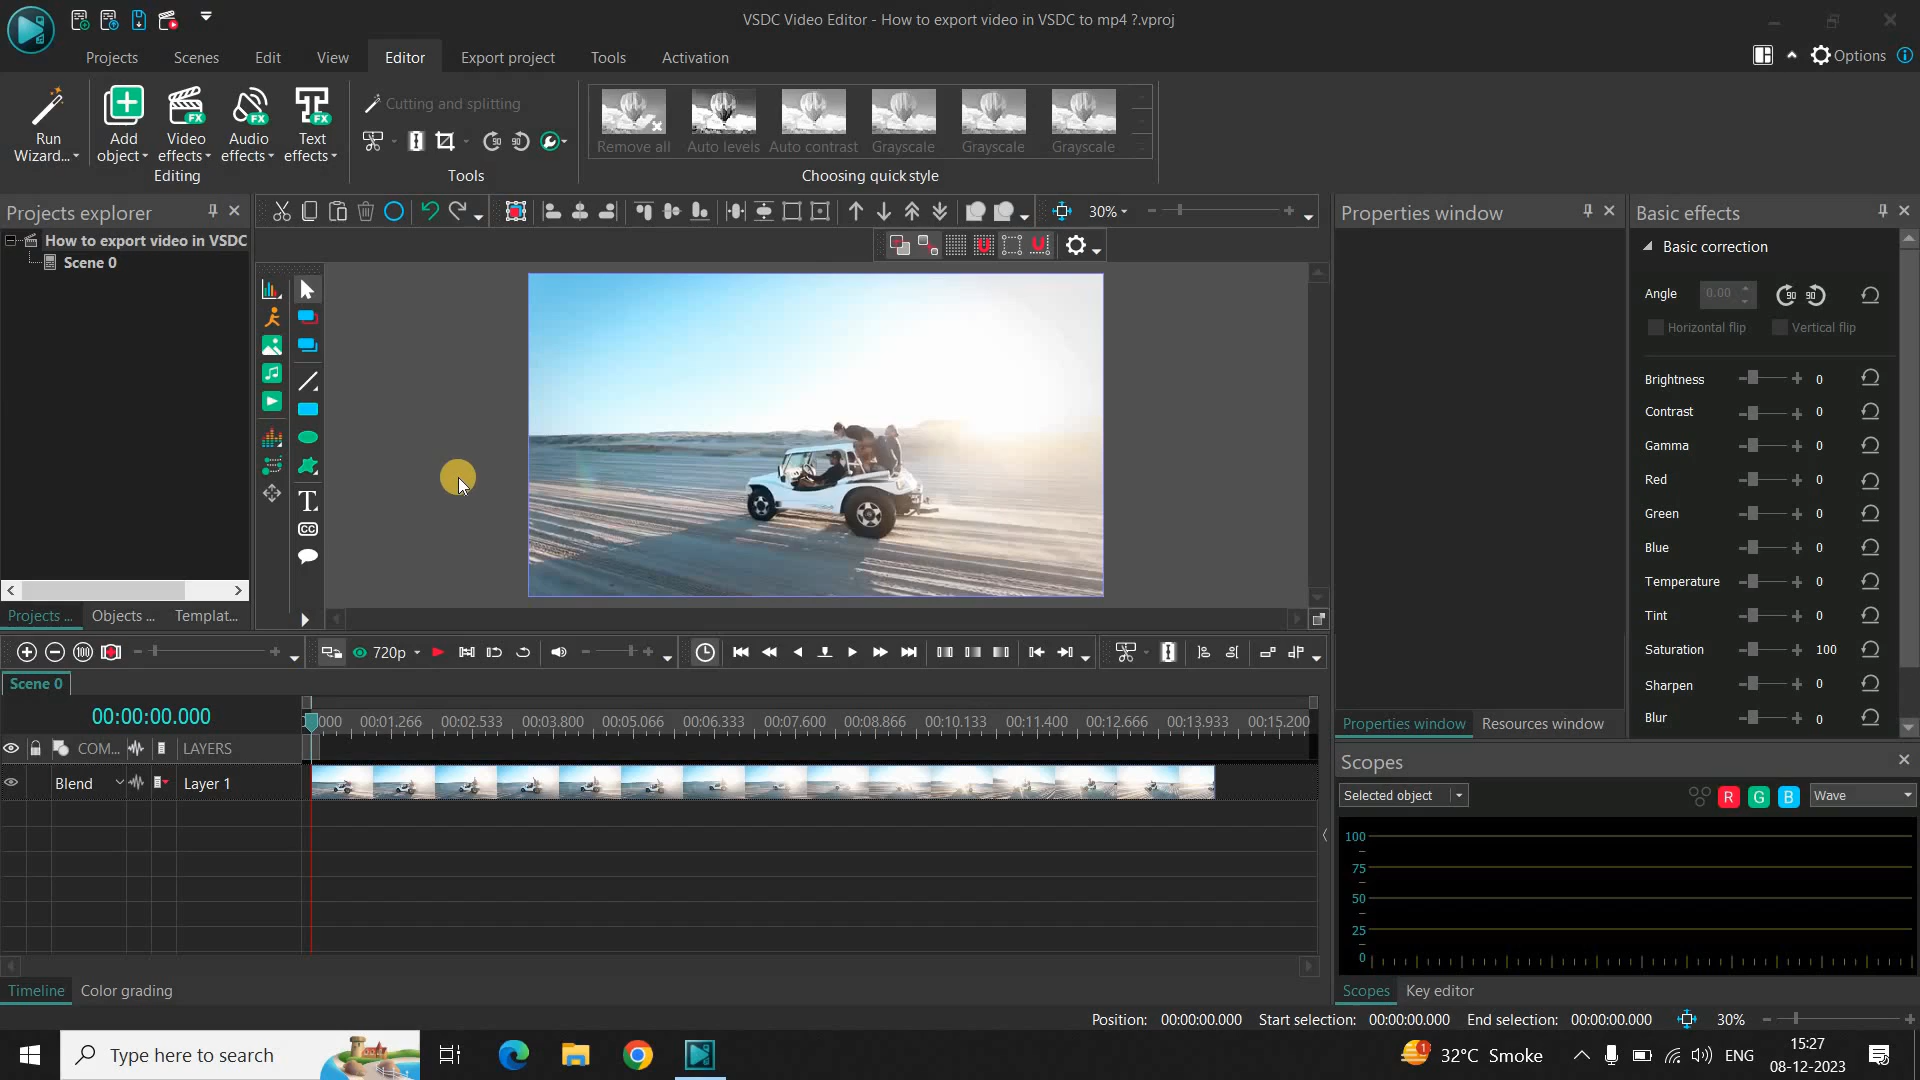 VSDC Video Editor - How to export video in VSDC to mp4 ?.vproj
Projects Scenes Edit View Editor Export project Tools Activation Options
Run Wizard...
Add object
Video effects
Audio effects
Text effects
Editing
Cutting and splitting
Tools
Remove all Auto levels Auto contrast Grayscale Grayscale Grayscale
Choosing quick style
Projects explorer
How to export video in VSDC
Scene 0
Projects ... Objects ... Templat...
30%
Properties window
Properties window Resources window
Basic effects
Basic correction
Angle 0.00 90 90
Horizontal flip Vertical flip
Brightness 0
Contrast 0
Gamma 0
Red 0
Green 0
Blue 0
Temperature 0
Tint 0
Saturation 100
Sharpen 0
Blur 0
720p
Scene 0
00:00:00.000
000 00:01.266 00:02.533 00:03.800 00:05.066 00:06.333 00:07.600 00:08.866 00:10.133 00:11.400 00:12.666 00:13.933 00:15.200
COM... LAYERS
Blend Layer 1
Timeline Color grading
Scopes
Selected object R G B Wave
100
75
50
25
0
Scopes Key editor
Position: 00:00:00.000 Start selection: 00:00:00.000 End selection: 00:00:00.000 30%
Type here to search
32°C Smoke ENG
15:27
08-12-2023